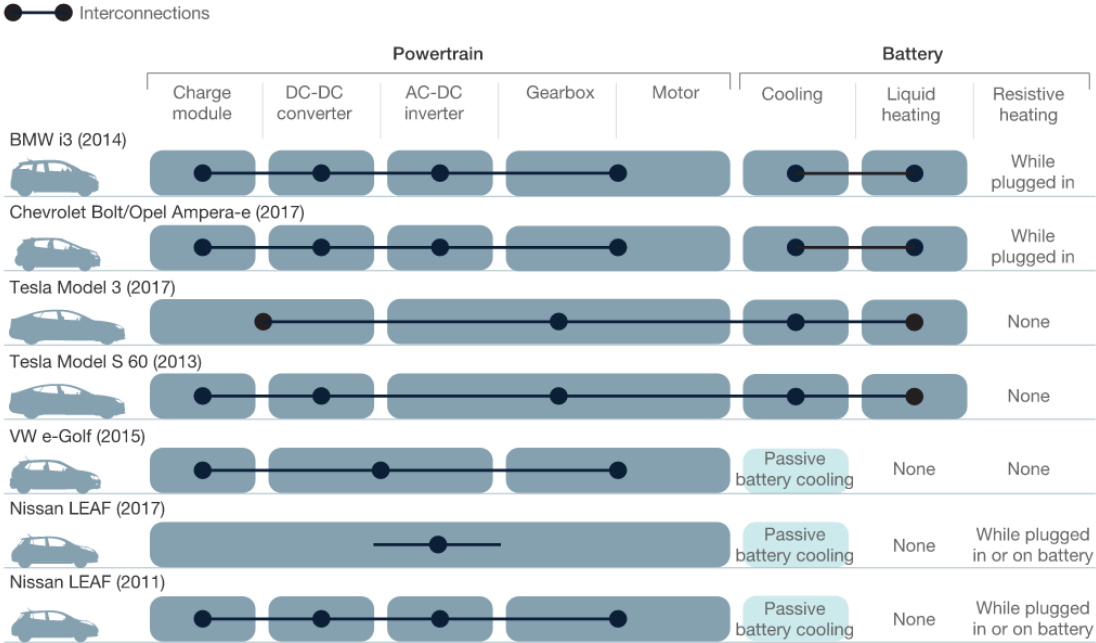 Interconnections
Powertrain
Battery
Charge
module
DC-DC
converter
AC-DC
inverter
Gearbox
Motor
Cooling
Liquid
heating
Resistive
heating
BMW i3 (2014)
While
plugged in
Chevrolet Bolt/Opel Ampera-e (2017)
While
plugged in
Tesla Model 3 (2017)
None
Tesla Model S 60 (2013)
None
VW e-Golf (2015)
Passive
battery cooling
None
None
Nissan LEAF (2017)
Passive
battery cooling
None
While plugged
in or on battery
Nissan LEAF (2011)
Passive
battery cooling
None
While plugged
in or on battery